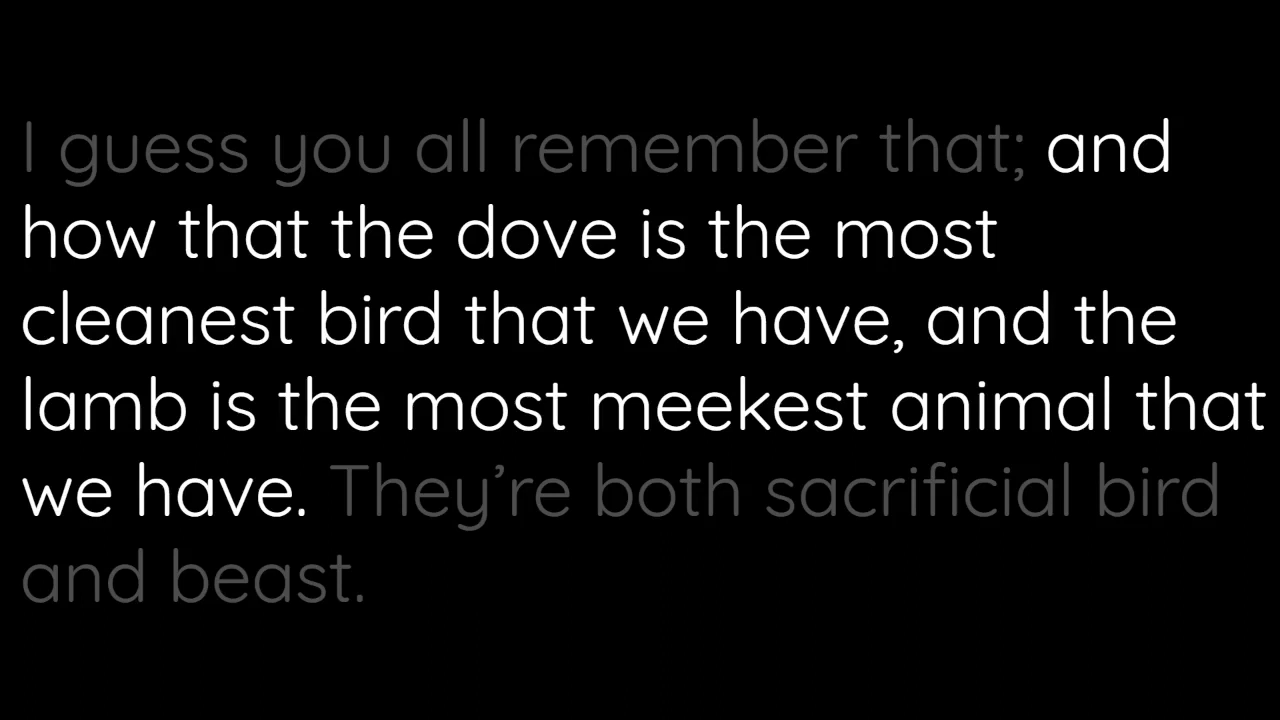 I guess you all remember that; and
how that the dove is the most
cleanest bird that we have, and the
lamb is the most meekest animal that
we have. They’re both sacrificial bird
and beast.